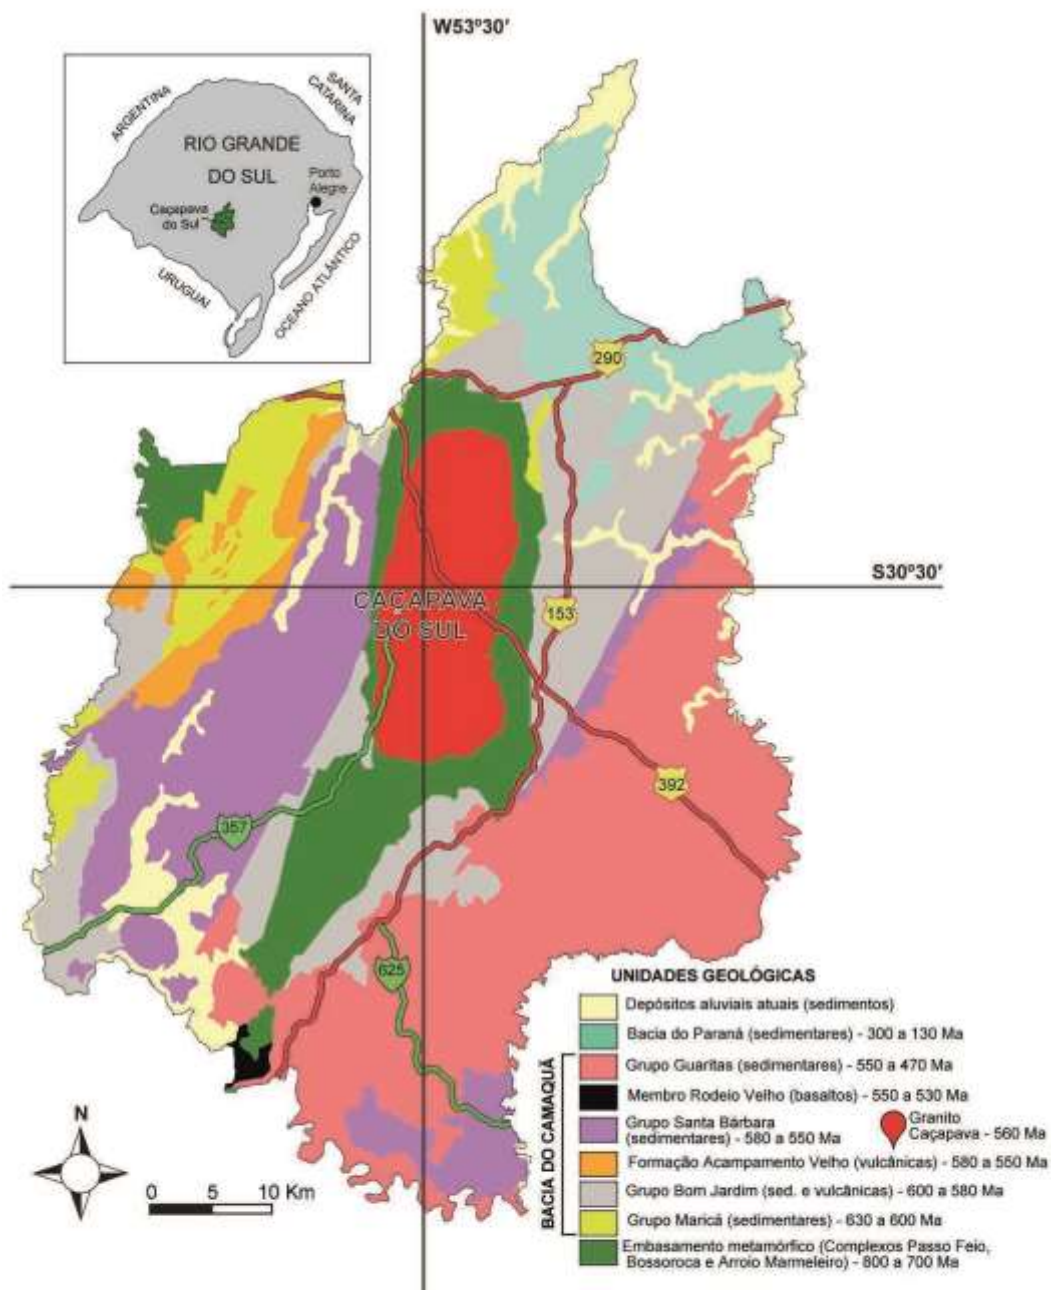 W53º30'
ARGENTINA
SANTA
CATARINA
RIO GRANDE
DO SUL
Porto
Alegre
Caçapava
do Sul
URUGUAI
OCEANO ATLÂNTICO
290
S30º30'
CAÇAPAVA
DO SUL
153
392
357
625
UNIDADES GEOLÓGICAS
Depósitos aluviais atuais (sedimentos)
Bacia do Paraná (sedimentares) - 300 a 130 Ma
Grupo Guaritas (sedimentares) - 550 a 470 Ma
Membro Rodeio Velho (basaltos) - 550 a 530 Ma
Grupo Santa Bárbara
(sedimentares) - 580 a 550 Ma
Granito
Caçapava - 560 Ma
Formação Acampamento Velho (vulcânicas) - 580 a 550 Ma
Grupo Bom Jardim (sed. e vulcânicas) - 600 a 580 Ma
Grupo Maricá (sedimentares) - 630 a 600 Ma
Embasamento metamórfico (Complexos Passo Feio,
Bossoroca e Arroio Marmeleiro) - 800 a 700 Ma
BACIA DO CAMAQUÃ
N
0 5 10 Km